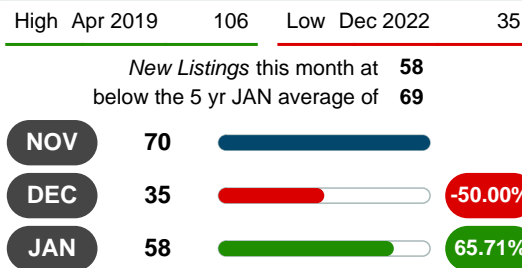 High Apr 2019 106 Low Dec 2022 35
New Listings this month at 58
below the 5 yr JAN average of 69
NOV 70
DEC 35 -50.00%
JAN 58 65.71%